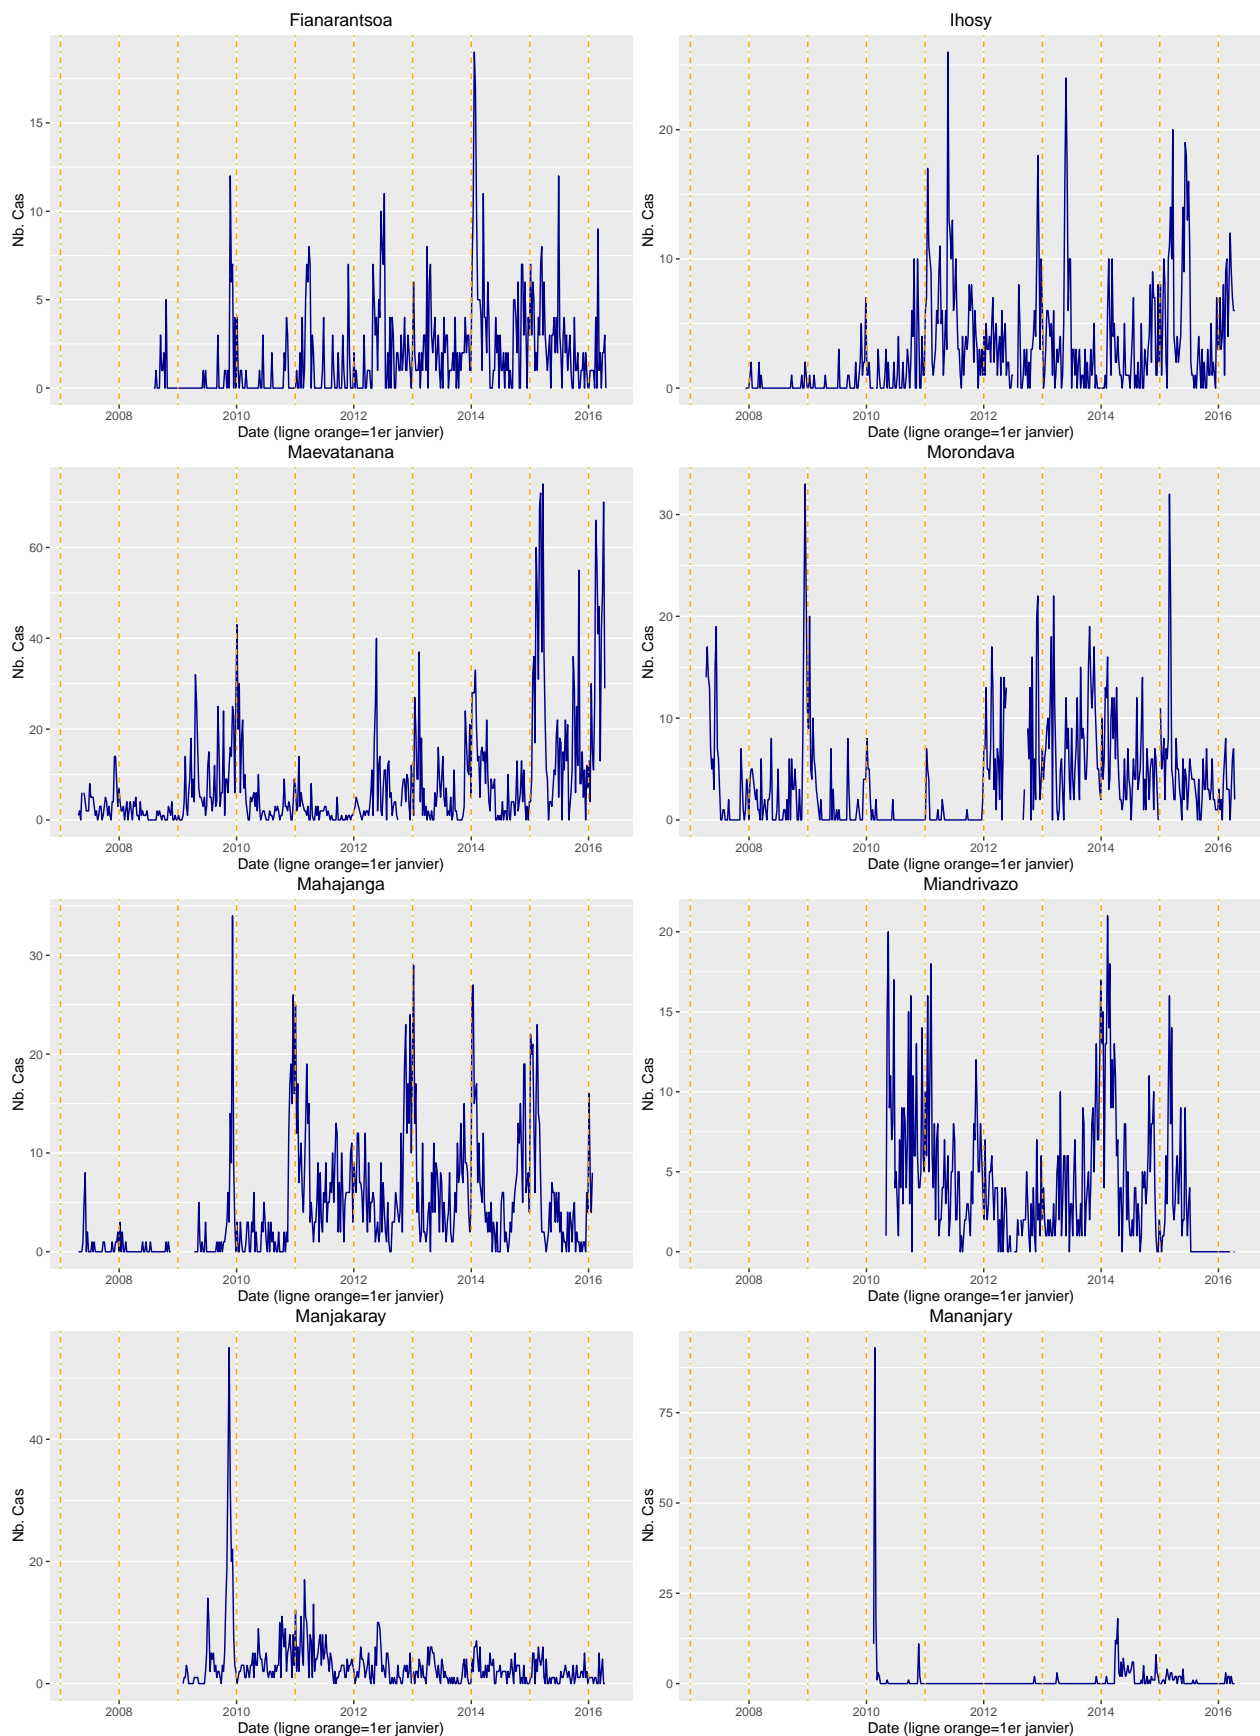 Fianarantsoa
Nb. Cas
15
10
5
0
2008 2010 2012 2014 2016
Date (ligne orange=1er janvier)
Ihosy
Nb. Cas
20
10
0
2008 2010 2012 2014 2016
Date (ligne orange=1er janvier)
Maevatanana
Nb. Cas
60
40
20
0
2008 2010 2012 2014 2016
Date (ligne orange=1er janvier)
Morondava
Nb. Cas
30
20
10
0
2008 2010 2012 2014 2016
Date (ligne orange=1er janvier)
Mahajanga
Nb. Cas
30
20
10
0
2008 2010 2012 2014 2016
Date (ligne orange=1er janvier)
Miandrivazo
Nb. Cas
20
15
10
5
0
2008 2010 2012 2014 2016
Date (ligne orange=1er janvier)
Manjakaray
Nb. Cas
40
20
0
2008 2010 2012 2014 2016
Date (ligne orange=1er janvier)
Mananjary
Nb. Cas
75
50
25
0
2008 2010 2012 2014 2016
Date (ligne orange=1er janvier)